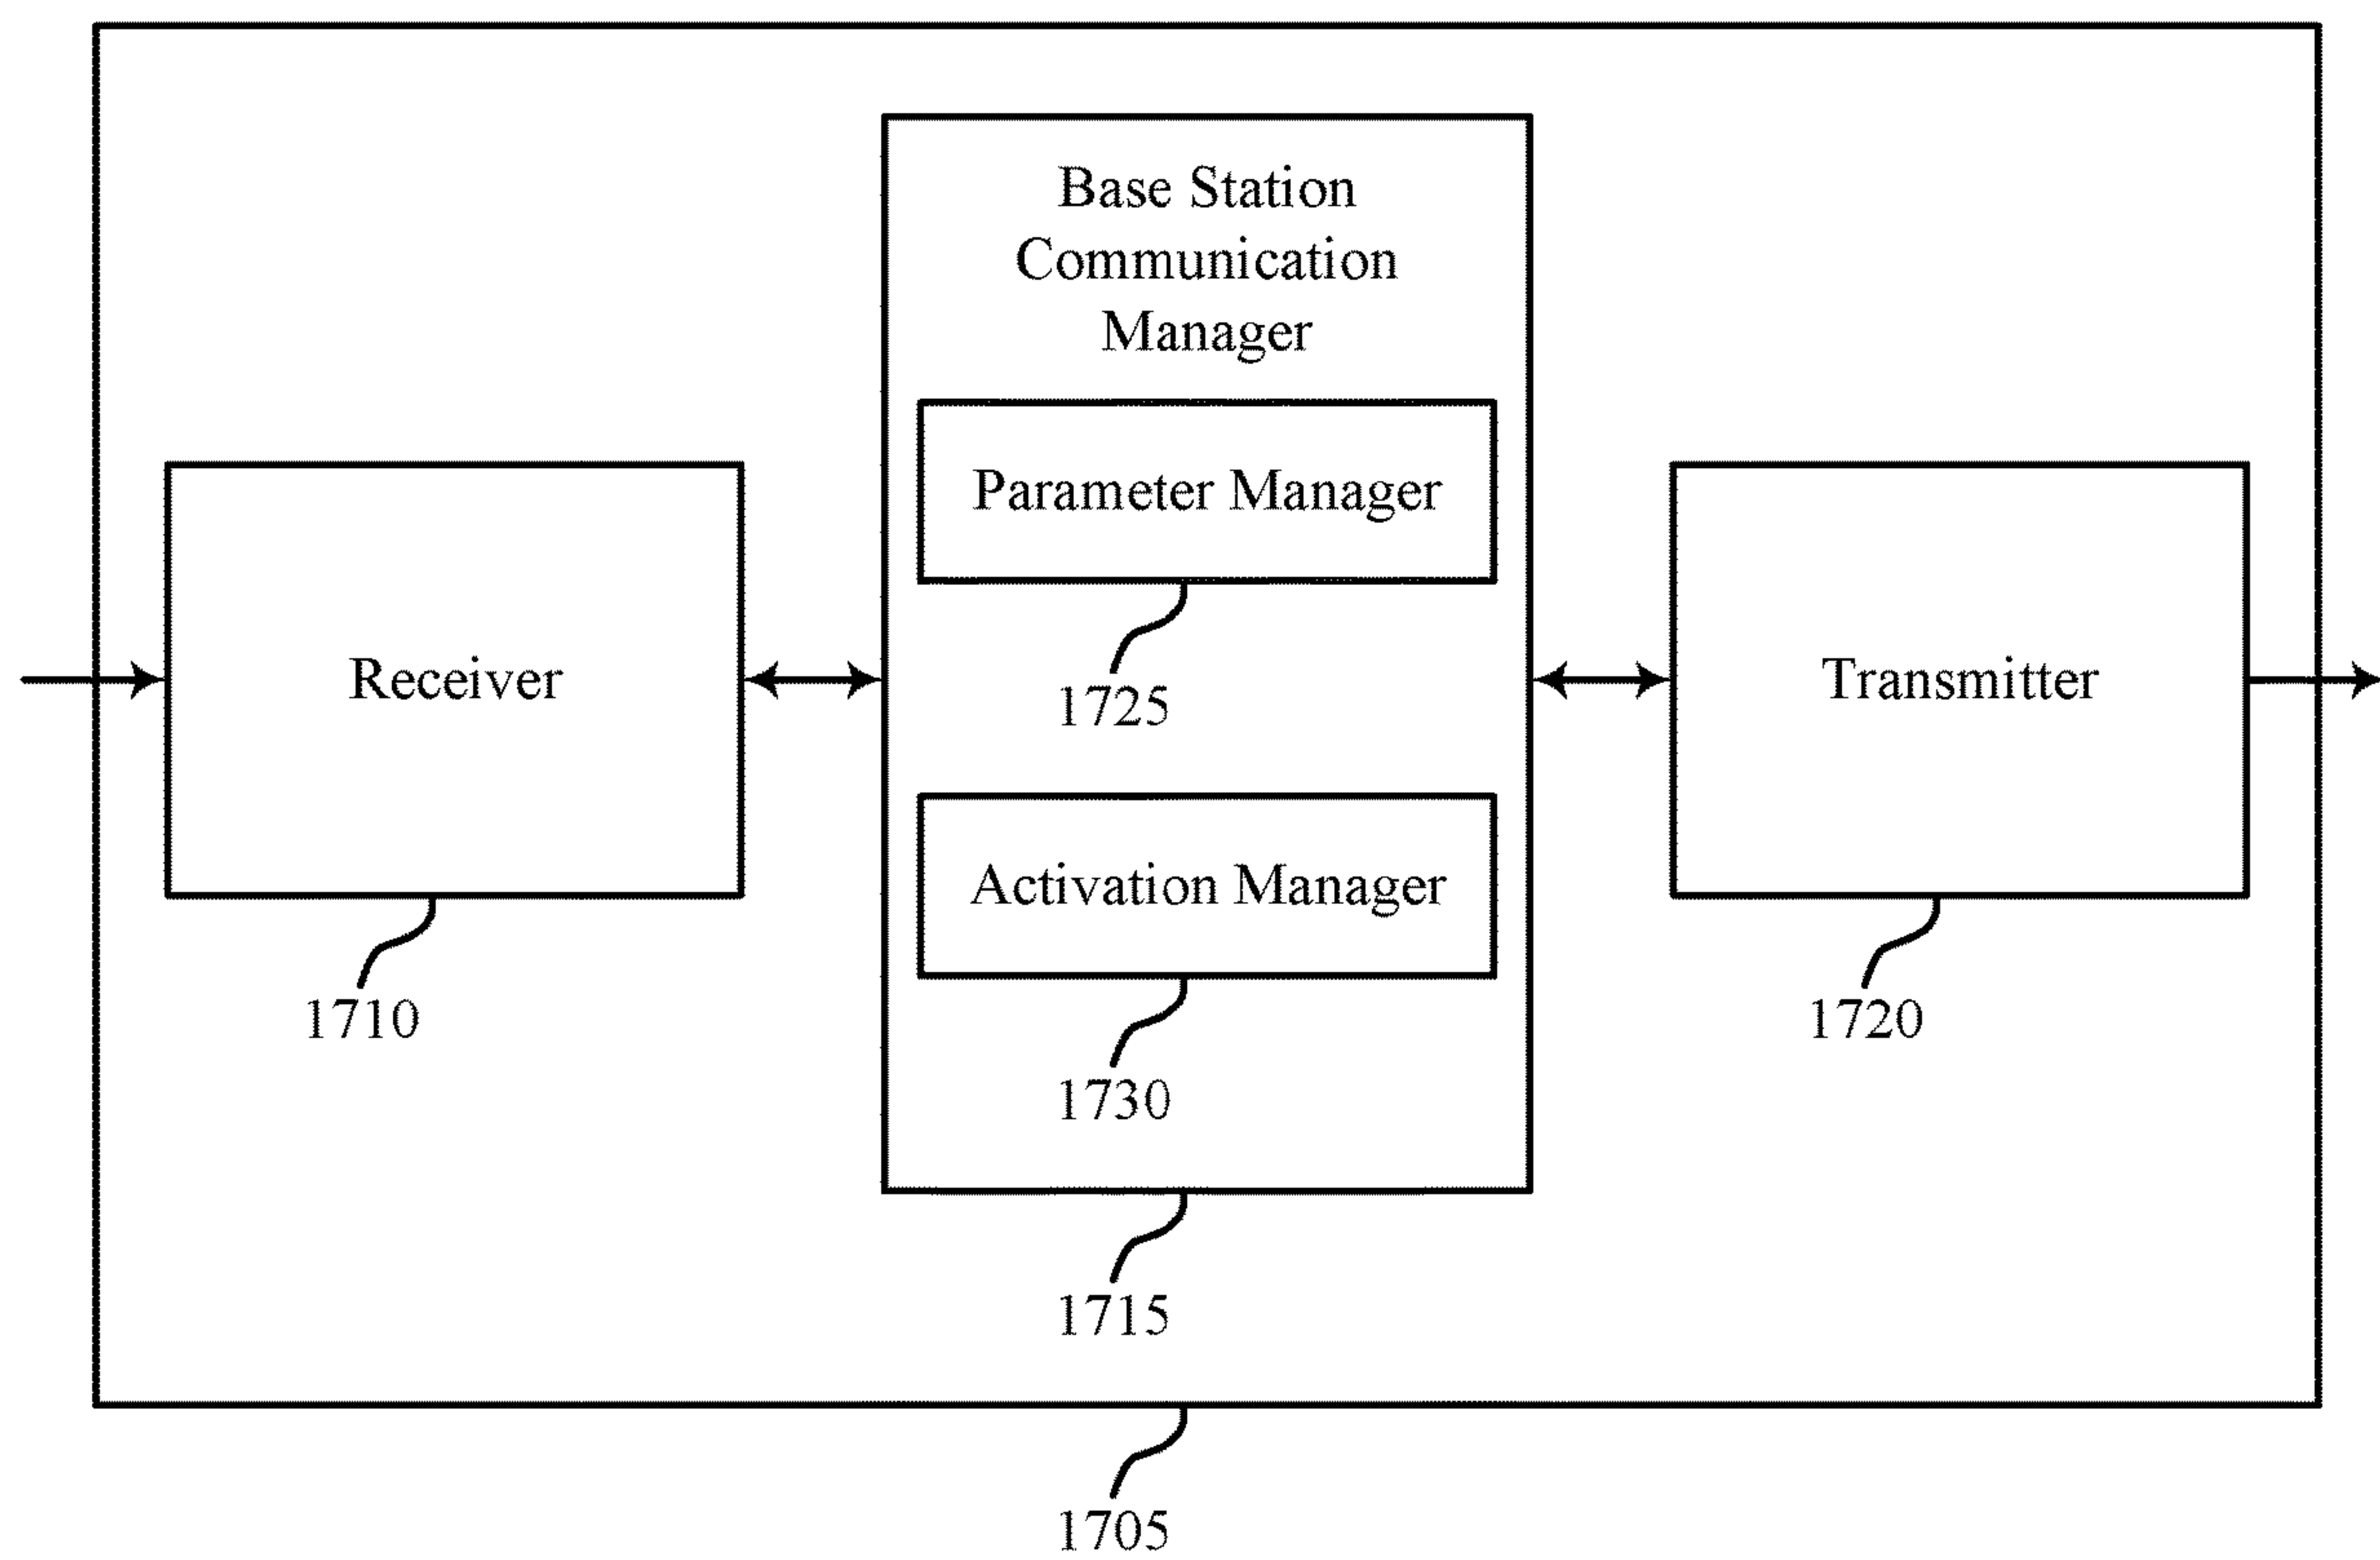 Base Station
Communication
Manager
Parameter Manager
1725
Receiver
1710
Activation Manager
1730
Transmitter
1720
1715
1705